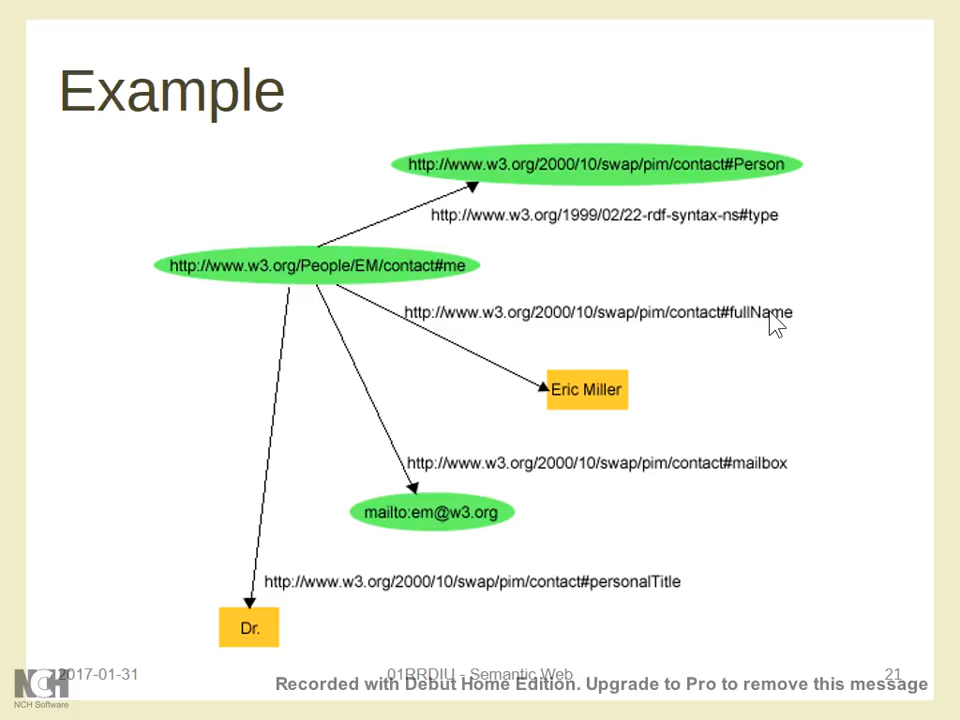 Example
http://www.w3.org/2000/10/swap/pim/contact#Person
http://www.w3.org/1999/02/22-rdf-syntax-ns#type
http://www.w3.org/People/EM/contact#me
http://www.w3.org/2000/10/swap/pim/contact#fullName
Eric Miller
http://www.w3.org/2000/10/swap/pim/contact#mailbox
mailto:em@w3.org
http://www.w3.org/2000/10/swap/pim/contact#personalTitle
Dr.
2017-01-31
01RRDIU - Semantic Web
21
Recorded with Debut Home Edition. Upgrade to Pro to remove this message
NCH
NCH Software